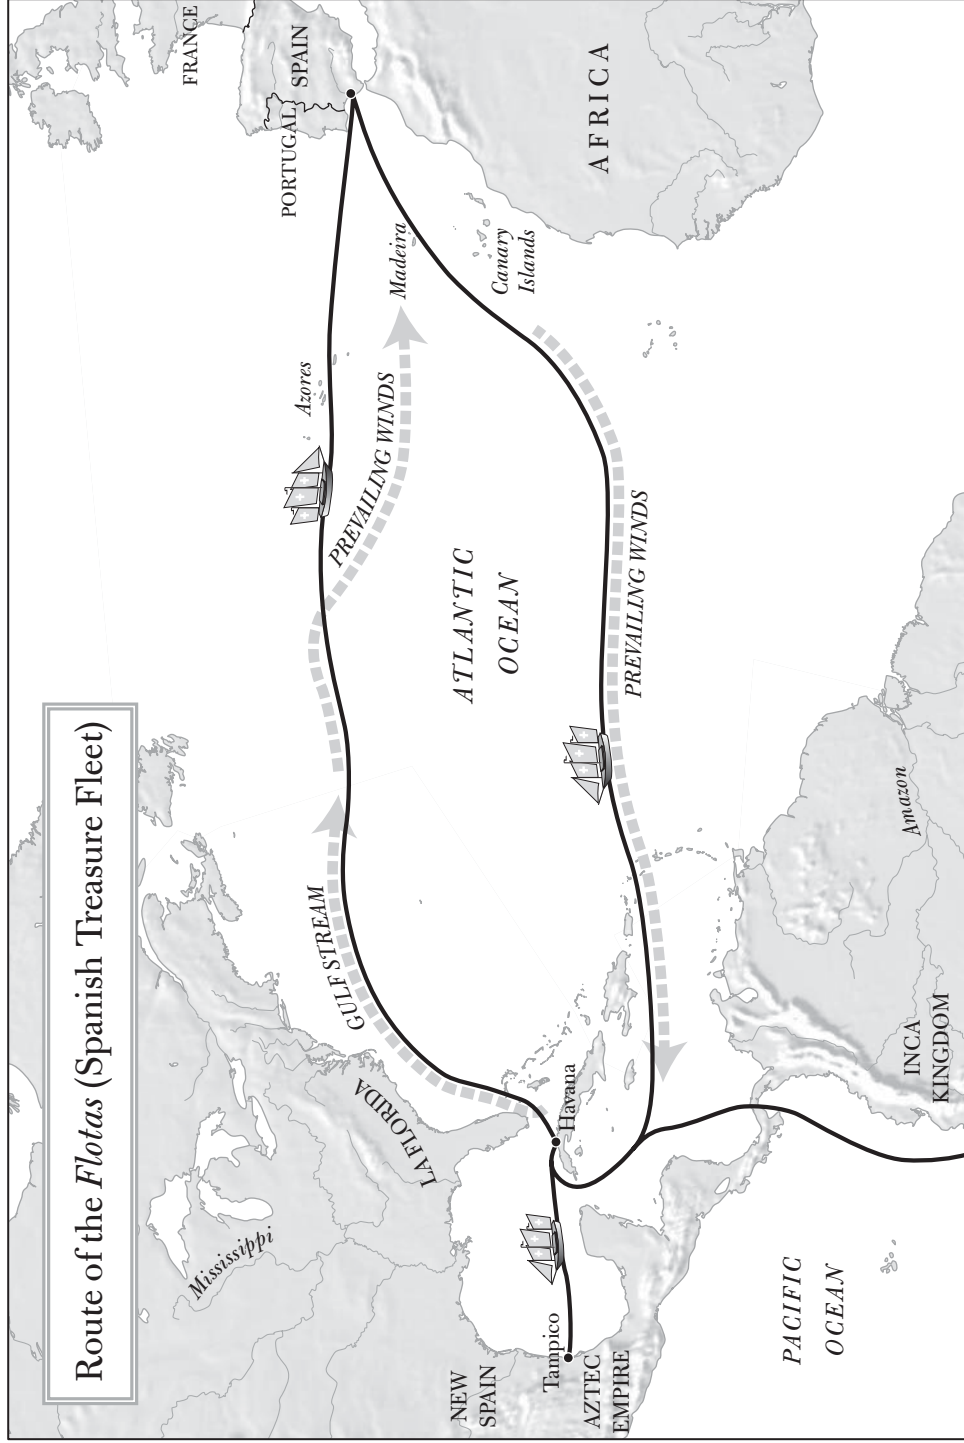 Route of the Flotas (Spanish Treasure Fleet)
FRANCE
SPAIN
PORTUGAL
AFRICA
Azores
Madeira
Canary
Islands
PREVAILING WINDS
GULF STREAM
ATLANTIC
OCEAN
PREVAILING WINDS
Mississippi
LA FLORIDA
Havana
NEW
SPAIN
Tampico
AZTEC
EMPIRE
PACIFIC
OCEAN
INCA
KINGDOM
Amazon